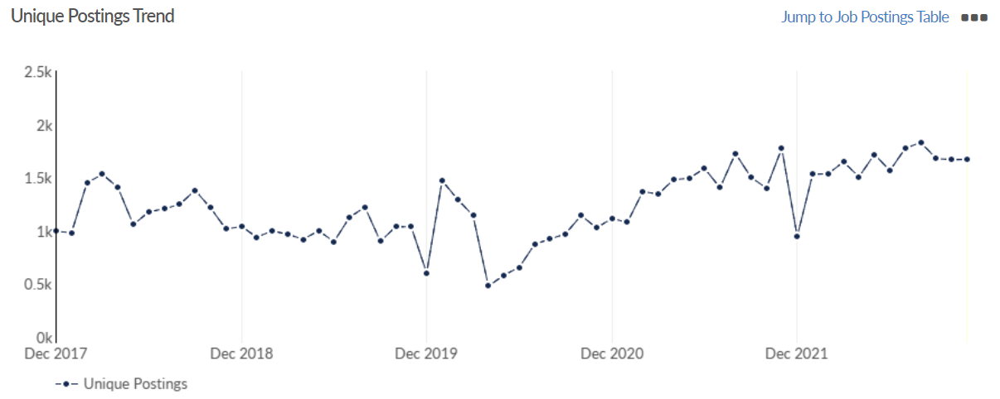 Unique Postings Trend
Jump to Job Postings Table
2.5k
2k
1.5k
1k
0.5k
0k
Dec 2017 Dec 2018 Dec 2019 Dec 2020 Dec 2021
Unique Postings